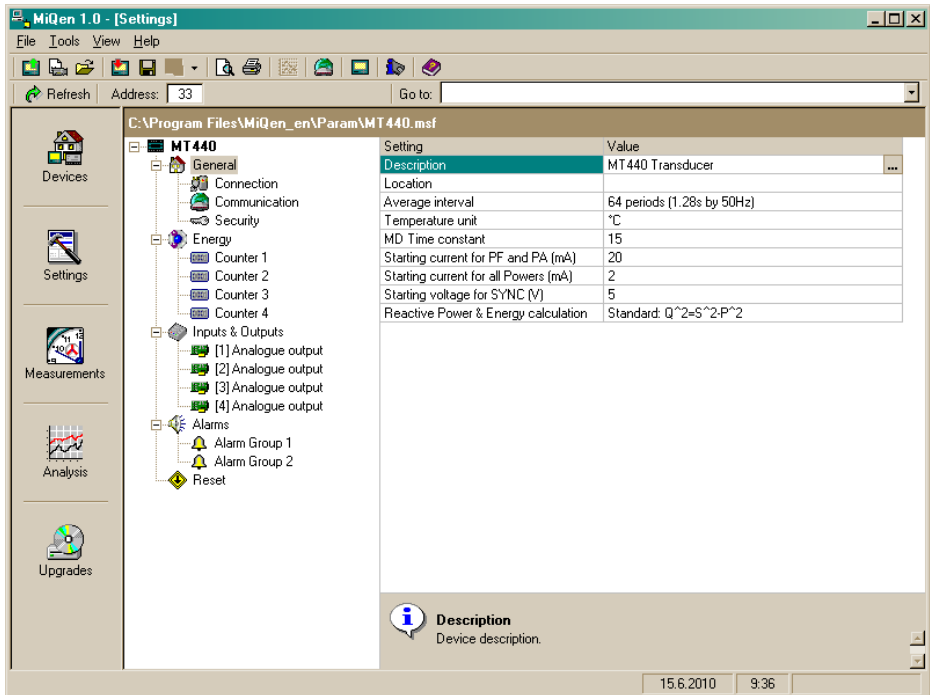 MiQen 1.0 - [Settings]
File Tools View Help
Refresh Address: 33 Go to:
C:\Program Files\MiQen_en\Param\MT440.msf
Devices
Settings
Measurements
Analysis
Upgrades
MT440
General
Connection
Communication
Security
Energy
Counter 1
Counter 2
Counter 3
Counter 4
Inputs & Outputs
[1] Analogue output
[2] Analogue output
[3] Analogue output
[4] Analogue output
Alarms
Alarm Group 1
Alarm Group 2
Reset
Setting Value
Description MT440 Transducer ...
Location
Average interval 64 periods (1.28s by 50Hz)
Temperature unit °C
MD Time constant 15
Starting current for PF and PA (mA) 20
Starting current for all Powers (mA) 2
Starting voltage for SYNC (V) 5
Reactive Power & Energy calculation Standard: Q^2=S^2-P^2
Description
Device description.
15.6.2010 9:36